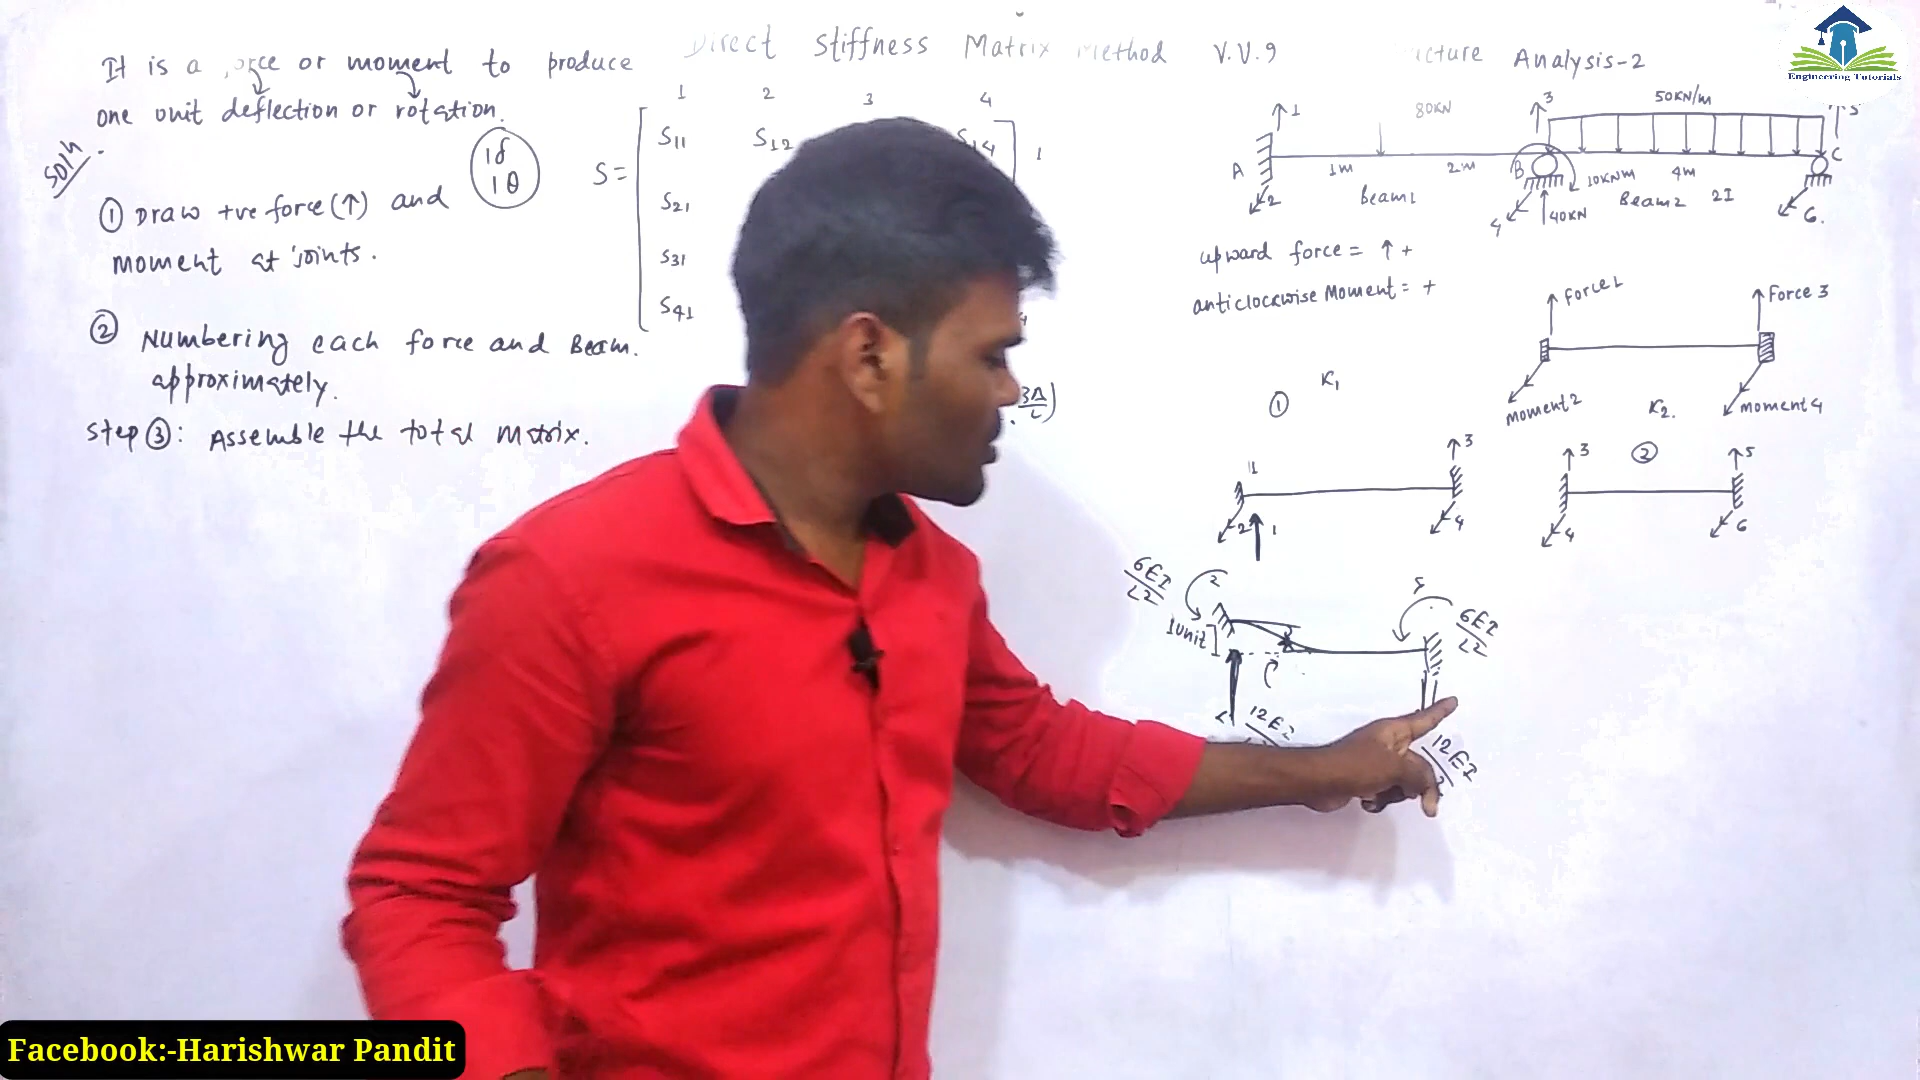 Direct Stiffness Matrix Method V.V.9 Analysis-2
Engineering Tutorials
It is a force or moment to produce
one unit deflection or rotation.
Soln
1δ
1θ
① Draw +ve force (↑) and
moment at joints.
② Numbering each force and Beam.
approximately.
Step ③: Assemble the total matrix.
1 2 3 4
S =
S11 S12 S14 1
S21
S31
S41
3Δ
L
1 80KN 3 50KN/m 5
A 1m 2m B 10KNM 4m C
2 Beam1 4 40KN Beam2 2I 6.
upward force = ↑ +
anticlockwise Moment = +
Force1 Force 3
moment 2 moment 4
① K1
K2.
1 3
2 1 4
3 ② 5
4 6
6EI
L2
2
1unit
12EI
6EI
L2
12EI
Facebook:-Harishwar Pandit